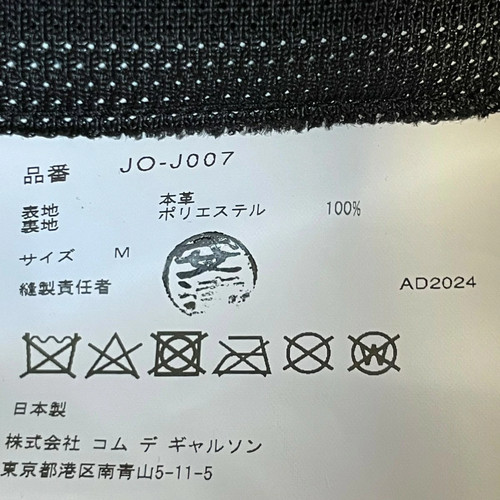 品番 JO-J007
表地 本革
裏地 ポリエステル 100%
サイズ M
縫製責任者 AD2024
W
日本製
株式会社 コム デ ギャルソン
東京都港区南青山5-11-5